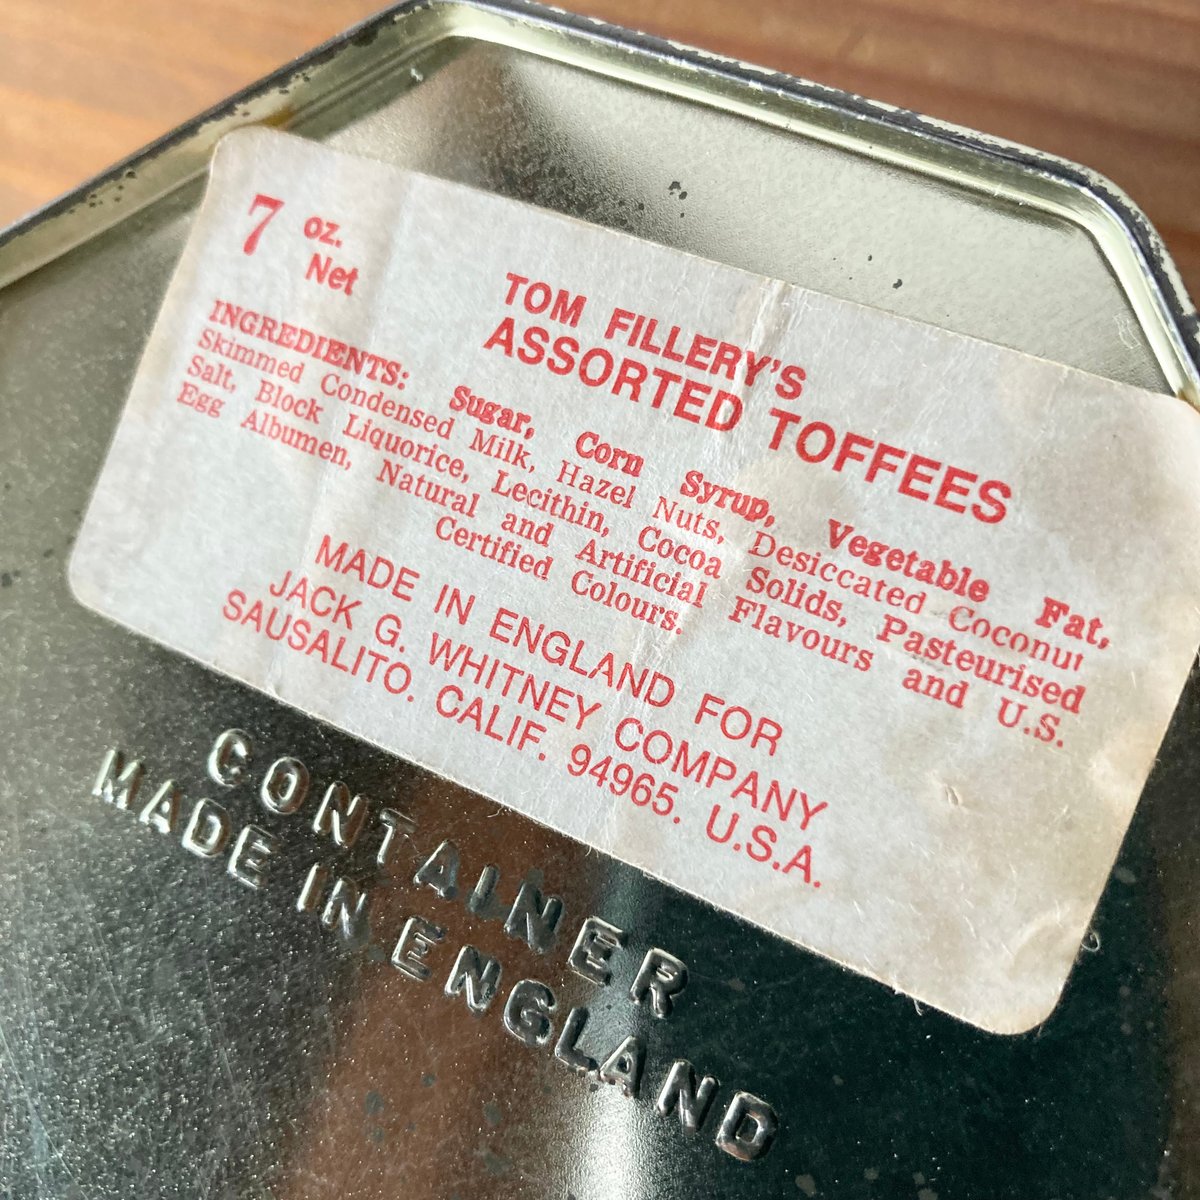 7 oz.
Net
TOM FILLERY'S
ASSORTED TOFFEES
INGREDIENTS: Sugar, Corn Syrup, Vegetable Fat,
Skimmed Condensed Milk, Hazel Nuts, Desiccated Coconut
Salt, Block Liquorice, Lecithin, Cocoa Solids, Pasteurised
Egg Albumen, Natural and Artificial Flavours and U.S.
Certified Colours.
MADE IN ENGLAND FOR
JACK G. WHITNEY COMPANY
SAUSALITO. CALIF. 94965. U.S.A.
CONTAINER
MADE IN ENGLAND